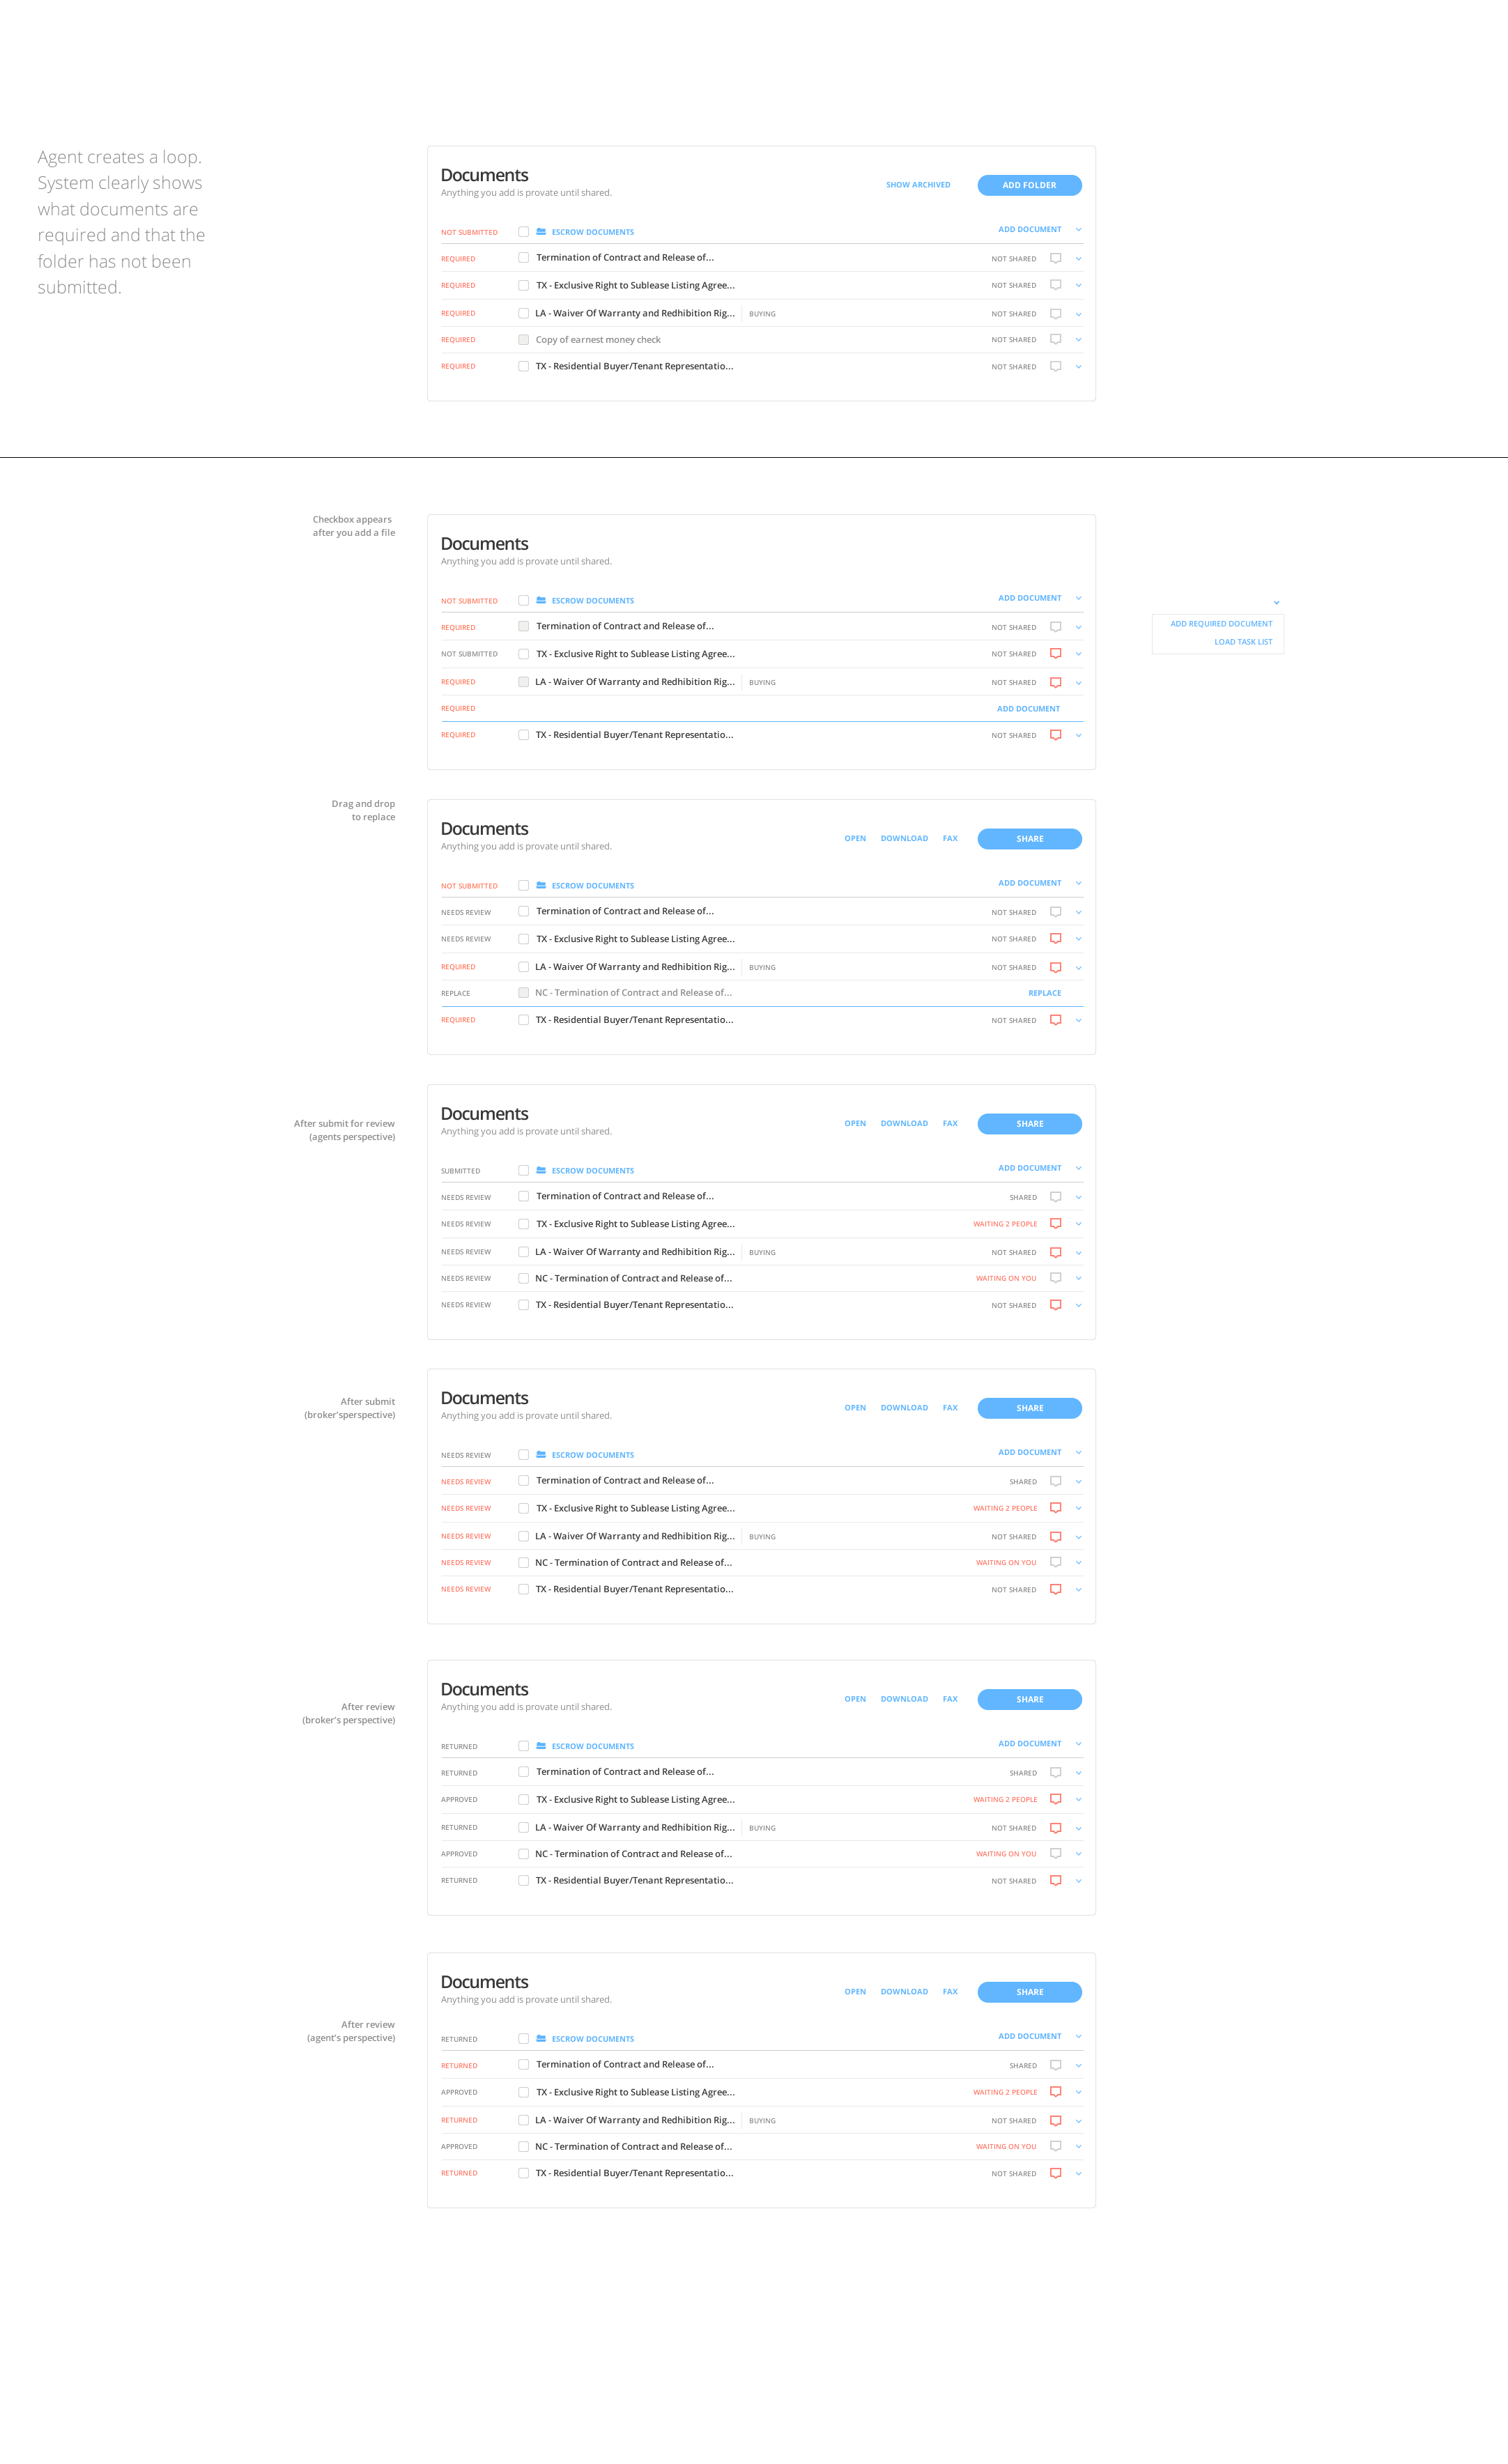 Agent creates a loop.
System clearly shows
what documents are
required and that the
folder has not been
submitted.
Documents
Anything you add is provate until shared.
SHOW ARCHIVED ADD FOLDER
NOT SUBMITTED ESCROW DOCUMENTS ADD DOCUMENT
REQUIRED Termination of Contract and Release of... NOT SHARED
REQUIRED TX - Exclusive Right to Sublease Listing Agree... NOT SHARED
REQUIRED LA - Waiver Of Warranty and Redhibition Rig... BUYING NOT SHARED
REQUIRED Copy of earnest money check NOT SHARED
REQUIRED TX - Residential Buyer/Tenant Representatio... NOT SHARED
Checkbox appears
after you add a file
Documents
Anything you add is provate until shared.
NOT SUBMITTED ESCROW DOCUMENTS ADD DOCUMENT
REQUIRED Termination of Contract and Release of... NOT SHARED
NOT SUBMITTED TX - Exclusive Right to Sublease Listing Agree... NOT SHARED
REQUIRED LA - Waiver Of Warranty and Redhibition Rig... BUYING NOT SHARED
REQUIRED ADD DOCUMENT
REQUIRED TX - Residential Buyer/Tenant Representatio... NOT SHARED
ADD REQUIRED DOCUMENT
LOAD TASK LIST
Drag and drop
to replace
Documents
Anything you add is provate until shared.
OPEN DOWNLOAD FAX SHARE
NOT SUBMITTED ESCROW DOCUMENTS ADD DOCUMENT
NEEDS REVIEW Termination of Contract and Release of... NOT SHARED
NEEDS REVIEW TX - Exclusive Right to Sublease Listing Agree... NOT SHARED
REQUIRED LA - Waiver Of Warranty and Redhibition Rig... BUYING NOT SHARED
REPLACE NC - Termination of Contract and Release of... REPLACE
REQUIRED TX - Residential Buyer/Tenant Representatio... NOT SHARED
After submit for review
(agents perspective)
Documents
Anything you add is provate until shared.
OPEN DOWNLOAD FAX SHARE
SUBMITTED ESCROW DOCUMENTS ADD DOCUMENT
NEEDS REVIEW Termination of Contract and Release of... SHARED
NEEDS REVIEW TX - Exclusive Right to Sublease Listing Agree... WAITING 2 PEOPLE
NEEDS REVIEW LA - Waiver Of Warranty and Redhibition Rig... BUYING NOT SHARED
NEEDS REVIEW NC - Termination of Contract and Release of... WAITING ON YOU
NEEDS REVIEW TX - Residential Buyer/Tenant Representatio... NOT SHARED
After submit
(broker'sperspective)
Documents
Anything you add is provate until shared.
OPEN DOWNLOAD FAX SHARE
NEEDS REVIEW ESCROW DOCUMENTS ADD DOCUMENT
NEEDS REVIEW Termination of Contract and Release of... SHARED
NEEDS REVIEW TX - Exclusive Right to Sublease Listing Agree... WAITING 2 PEOPLE
NEEDS REVIEW LA - Waiver Of Warranty and Redhibition Rig... BUYING NOT SHARED
NEEDS REVIEW NC - Termination of Contract and Release of... WAITING ON YOU
NEEDS REVIEW TX - Residential Buyer/Tenant Representatio... NOT SHARED
After review
(broker's perspective)
Documents
Anything you add is provate until shared.
OPEN DOWNLOAD FAX SHARE
RETURNED ESCROW DOCUMENTS ADD DOCUMENT
RETURNED Termination of Contract and Release of... SHARED
APPROVED TX - Exclusive Right to Sublease Listing Agree... WAITING 2 PEOPLE
RETURNED LA - Waiver Of Warranty and Redhibition Rig... BUYING NOT SHARED
APPROVED NC - Termination of Contract and Release of... WAITING ON YOU
RETURNED TX - Residential Buyer/Tenant Representatio... NOT SHARED
After review
(agent's perspective)
Documents
Anything you add is provate until shared.
OPEN DOWNLOAD FAX SHARE
RETURNED ESCROW DOCUMENTS ADD DOCUMENT
RETURNED Termination of Contract and Release of... SHARED
APPROVED TX - Exclusive Right to Sublease Listing Agree... WAITING 2 PEOPLE
RETURNED LA - Waiver Of Warranty and Redhibition Rig... BUYING NOT SHARED
APPROVED NC - Termination of Contract and Release of... WAITING ON YOU
RETURNED TX - Residential Buyer/Tenant Representatio... NOT SHARED